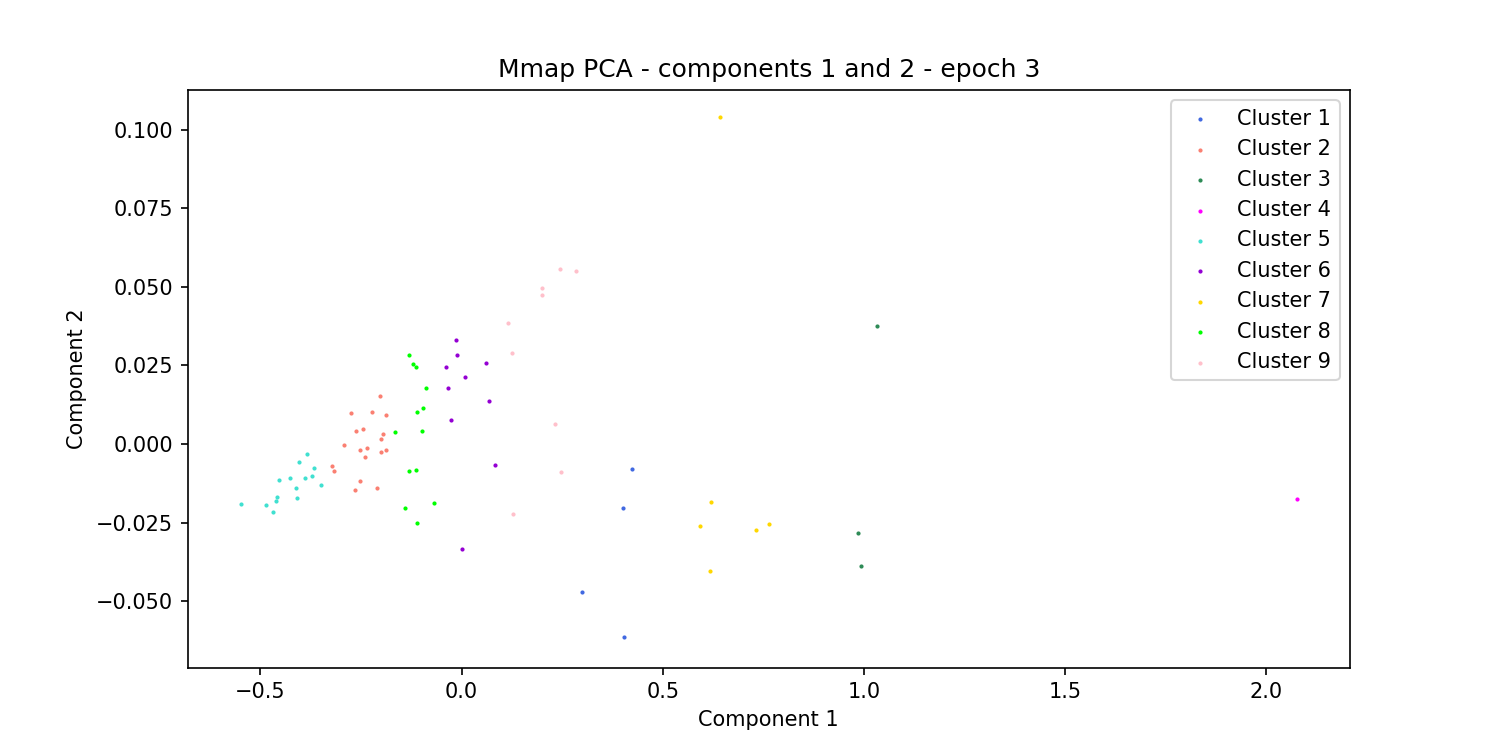 Mmap PCA - components 1 and 2 - epoch 3
0.100
0.075
0.050
0.025
0.000
−0.025
−0.050
Component 2
−0.5
0.0
0.5
1.0
1.5
2.0
Component 1
Cluster 1
Cluster 2
Cluster 3
Cluster 4
Cluster 5
Cluster 6
Cluster 7
Cluster 8
Cluster 9